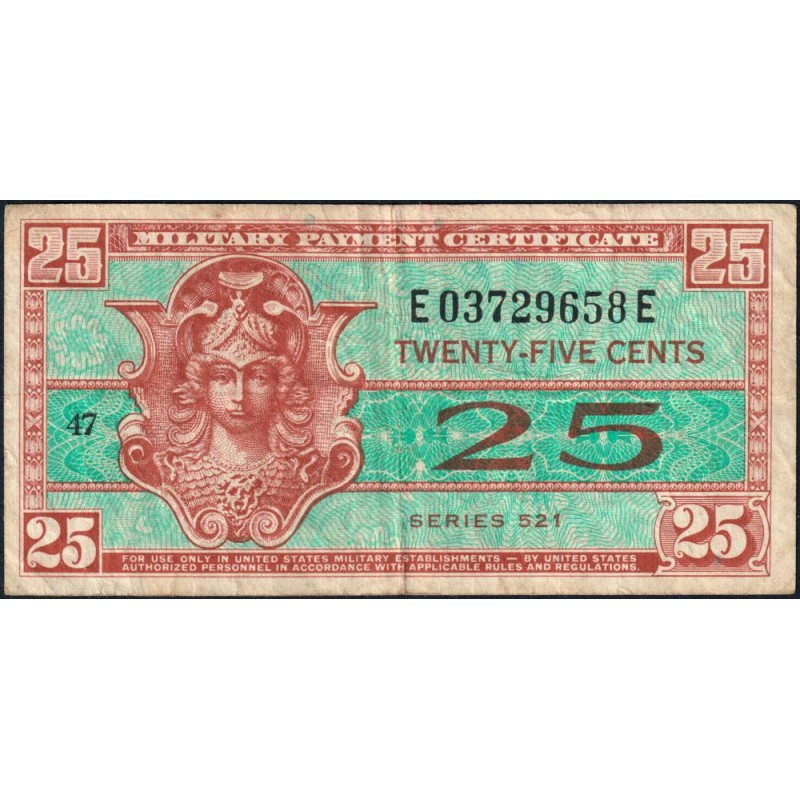 25 MILITARY PAYMENT CERTIFICATE 25
E03729658E
TWENTY-FIVE CENTS
47
25
SERIES 521
25
25
FOR USE ONLY IN UNITED STATES MILITARY ESTABLISHMENTS — BY UNITED STATES
AUTHORIZED PERSONNEL IN ACCORDANCE WITH APPLICABLE RULES AND REGULATIONS.